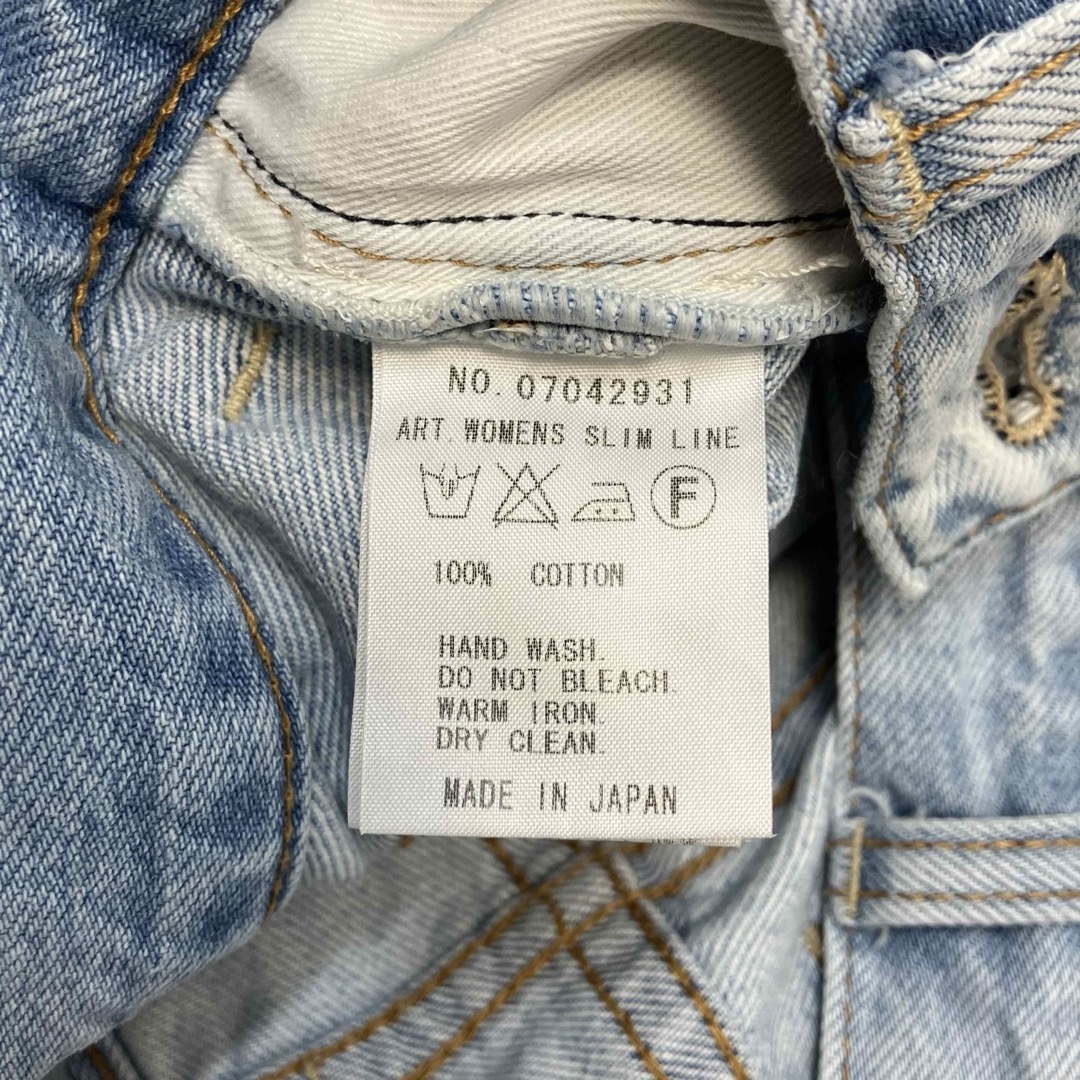 NO. 07042931
ART. WOMENS SLIM LINE
F
100% COTTON
HAND WASH.
DO NOT BLEACH.
WARM IRON.
DRY CLEAN.
MADE IN JAPAN